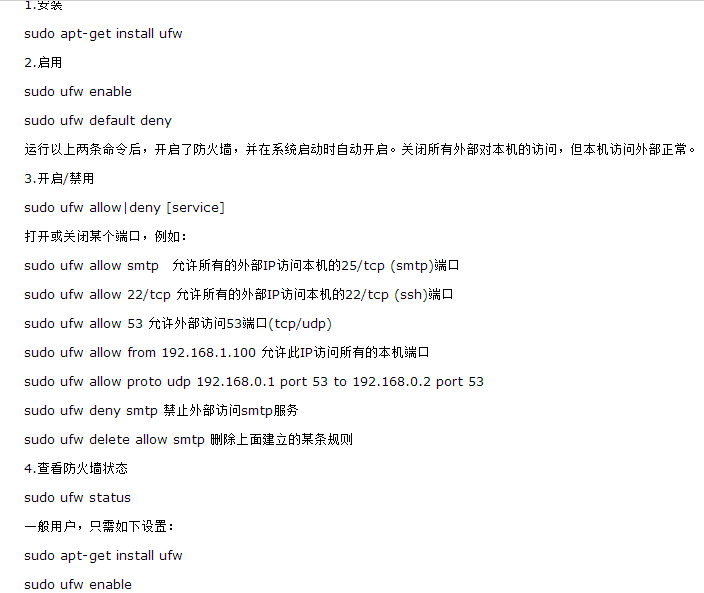 1.安装
sudo apt-get install ufw
2.启用
sudo ufw enable
sudo ufw default deny
运行以上两条命令后，开启了防火墙，并在系统启动时自动开启。关闭所有外部对本机的访问，但本机访问外部正常。
3.开启/禁用
sudo ufw allow|deny [service]
打开或关闭某个端口，例如：
sudo ufw allow smtp　允许所有的外部IP访问本机的25/tcp (smtp)端口
sudo ufw allow 22/tcp 允许所有的外部IP访问本机的22/tcp (ssh)端口
sudo ufw allow 53 允许外部访问53端口(tcp/udp)
sudo ufw allow from 192.168.1.100 允许此IP访问所有的本机端口
sudo ufw allow proto udp 192.168.0.1 port 53 to 192.168.0.2 port 53
sudo ufw deny smtp 禁止外部访问smtp服务
sudo ufw delete allow smtp 删除上面建立的某条规则
4.查看防火墙状态
sudo ufw status
一般用户，只需如下设置：
sudo apt-get install ufw
sudo ufw enable